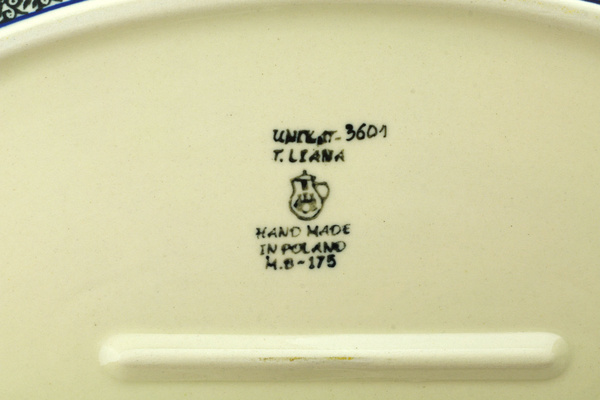 UNIKAT-3601
T. LIANA
HAND MADE
IN POLAND
M.B-175